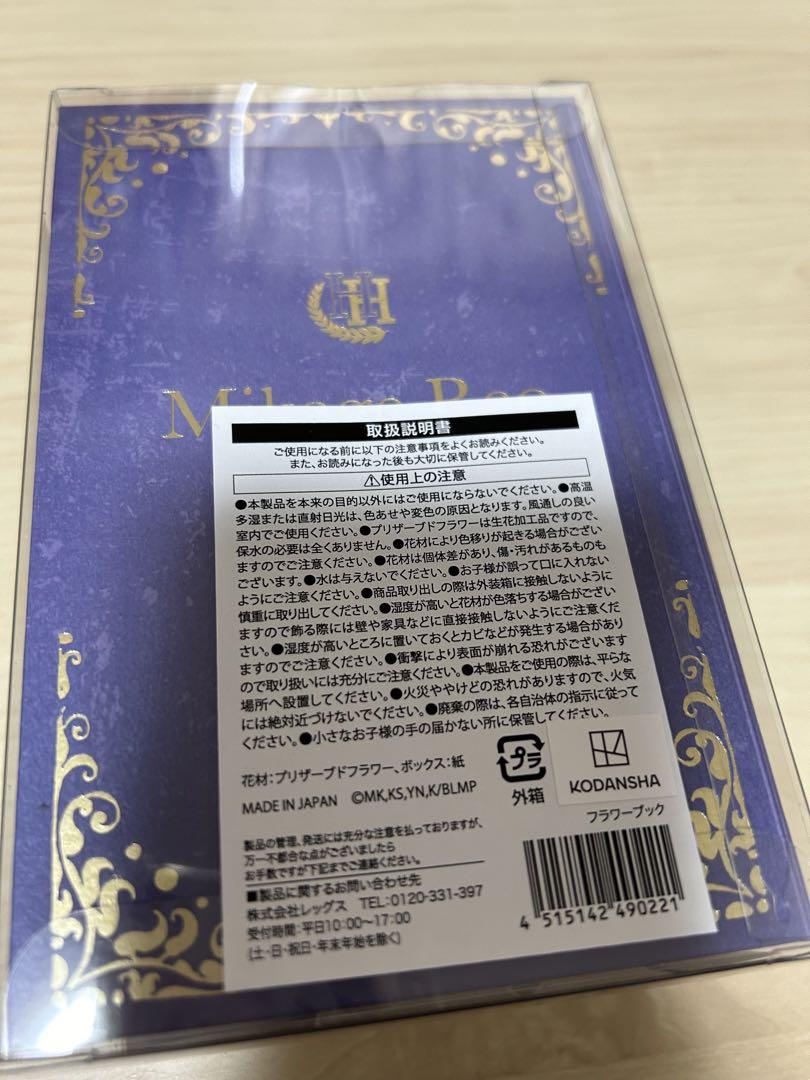 H
Mikage Reo
取扱説明書
ご使用になる前に以下の注意事項をよくお読みください。
また、お読みになった後も大切に保管してください。
⚠使用上の注意
●本製品を本来の目的以外にはご使用にならないでください。●高温
多湿または直射日光は、色あせや変色の原因となります。風通しの良い
室内でご使用ください。●プリザーブドフラワーは生花加工品ですので、
保水の必要は全くありません。●花材により色移りが起きる場合がござい
ますのでご注意ください。●花材は個体差があり、傷・汚れがあるものも
ございます。●水は与えないでください。●お子様が誤って口に入れない
ようにご注意ください。●商品取り出しの際は外装箱に接触しないように
慎重に取り出してください。●湿度が高いと花材が色落ちする場合がござい
ますので飾る際には壁や家具などに直接接触しないようにご注意くだ
さい。●湿度が高いところに置いておくとカビなどが発生する場合があり
ますのでご注意ください。●衝撃により表面が崩れる恐れがございます
ので取り扱いには充分にご注意ください。●本製品をご使用の際は、平らな
場所へ設置してください。●火災ややけどの恐れがありますので、火気
には絶対近づけないでください。●廃棄の際は、各自治体の指示に従って
ください。●小さなお子様の手の届かない所に保管してください。
花材:プリザーブドフラワー、ボックス:紙
MADE IN JAPAN ©MK,KS,YN,K/BLMP
プラ
外箱
KODANSHA
製品の管理、発送には充分な注意を払っておりますが、
万一不都合な点がございましたら
お手数ですが下記までご連絡ください。
■製品に関するお問い合わせ先
株式会社レッグス TEL:0120-331-397
受付時間:平日10:00〜17:00
(土・日・祝日・年末年始を除く)
フラワーブック
4 515142 490221